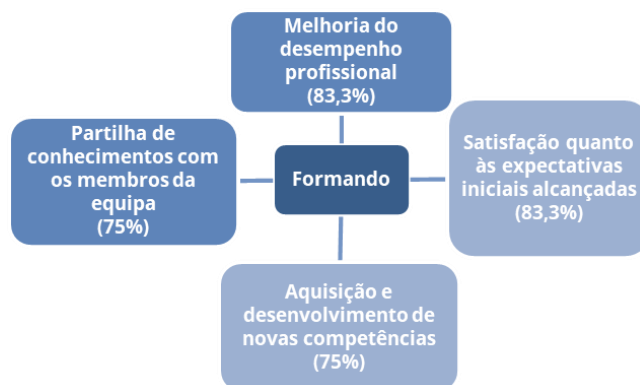 Melhoria do
desempenho
profissional
(83,3%)
Partilha de
conhecimentos com
os membros da
equipa
(75%)
Formando
Satisfação quanto
às expectativas
iniciais alcançadas
(83,3%)
Aquisição e
desenvolvimento de
novas competências
(75%)